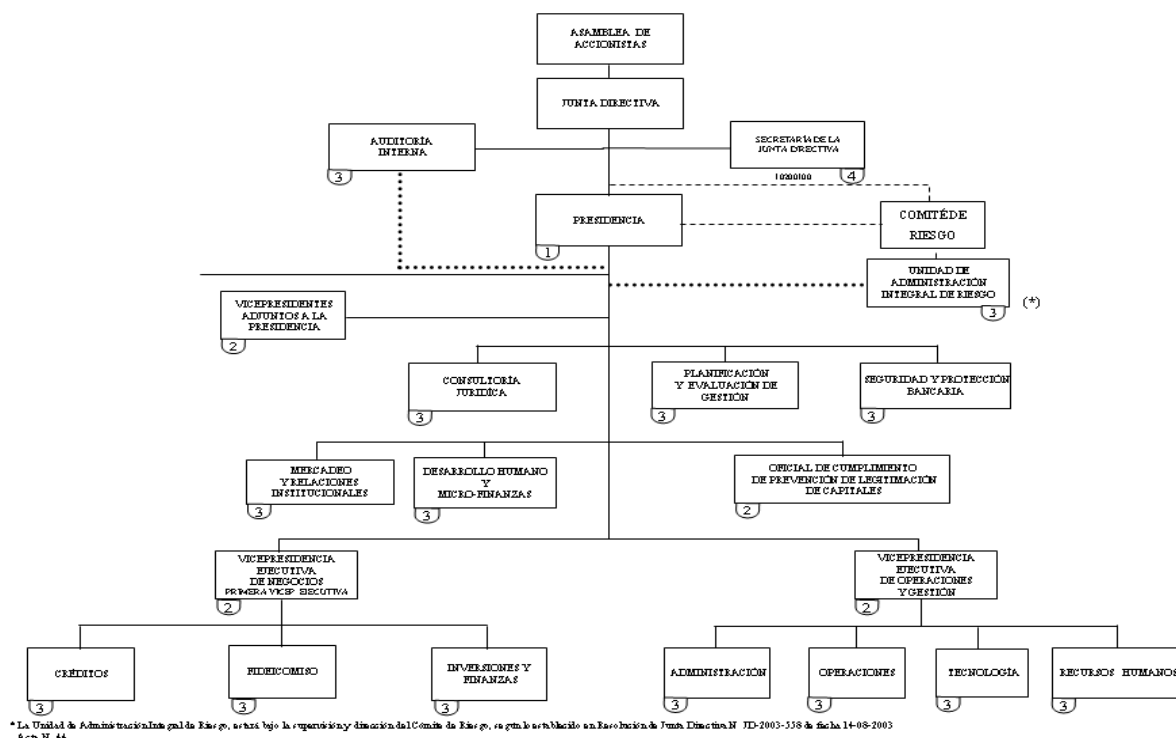 ASAMBLEA DE
ACCIONISTAS
JUNTA DIRECTIVA
AUDITORÍA
INTERNA
3
SECRETARÍA DE LA
JUNTA DIRECTIVA
4
10200100
PRESIDENCIA
1
COMITÉ DE
RIESGO
UNIDAD DE
ADMINISTRACIÓN
INTEGRAL DE RIESGO
3
(*)
VICEPRESIDENTES
ADJUNTOS A LA
PRESIDENCIA
2
CONSULTORÍA
JURIDÍCA
3
PLANIFICACIÓN
Y EVALUACIÓN DE
GESTIÓN
3
SEGURIDAD Y PROTECCIÓN
BANCARIA
3
MERCADEO
Y RELACIONES
INSTITUCIONALES
3
DESARROLLO HUMANO
Y
MICRO-FINANZAS
3
OFICIAL DE CUMPLIMIENTO
DE PREVENCIÓN DE LEGITIMACIÓN
DE CAPITALES
2
VICEPRESIDENCIA
EJECUTIVA
DE NEGOCIOS
PRIMERA VICEP. EJECUTIVA
2
VICEPRESIDENCIA
EJECUTIVA
DE OPERACIONES
Y GESTIÓN
2
CRÉDITOS
3
FIDEICOMISO
3
INVERSIONES Y
FINANZAS
3
ADMINISTRACIÓN
3
OPERACIONES
3
TECNOLOGÍA
3
RECURSOS HUMANOS
3
* La Unidad de Administración Integral de Riesgo, estará bajo la supervisión y dirección del Comite de Riesgo, según lo establecido en Resolución de Junta Directiva N JD-2003-558 de fecha 14-08-2003
Acta N. 44